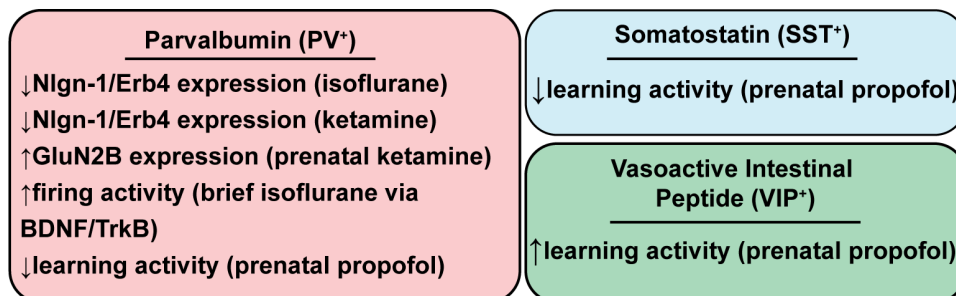 Parvalbumin (PV⁺)
↓Nlgn-1/Erb4 expression (isoflurane)
↓Nlgn-1/Erb4 expression (ketamine)
↑GluN2B expression (prenatal ketamine)
↑firing activity (brief isoflurane via
BDNF/TrkB)
↓learning activity (prenatal propofol)
Somatostatin (SST⁺)
↓learning activity (prenatal propofol)
Vasoactive Intestinal
Peptide (VIP⁺)
↑learning activity (prenatal propofol)